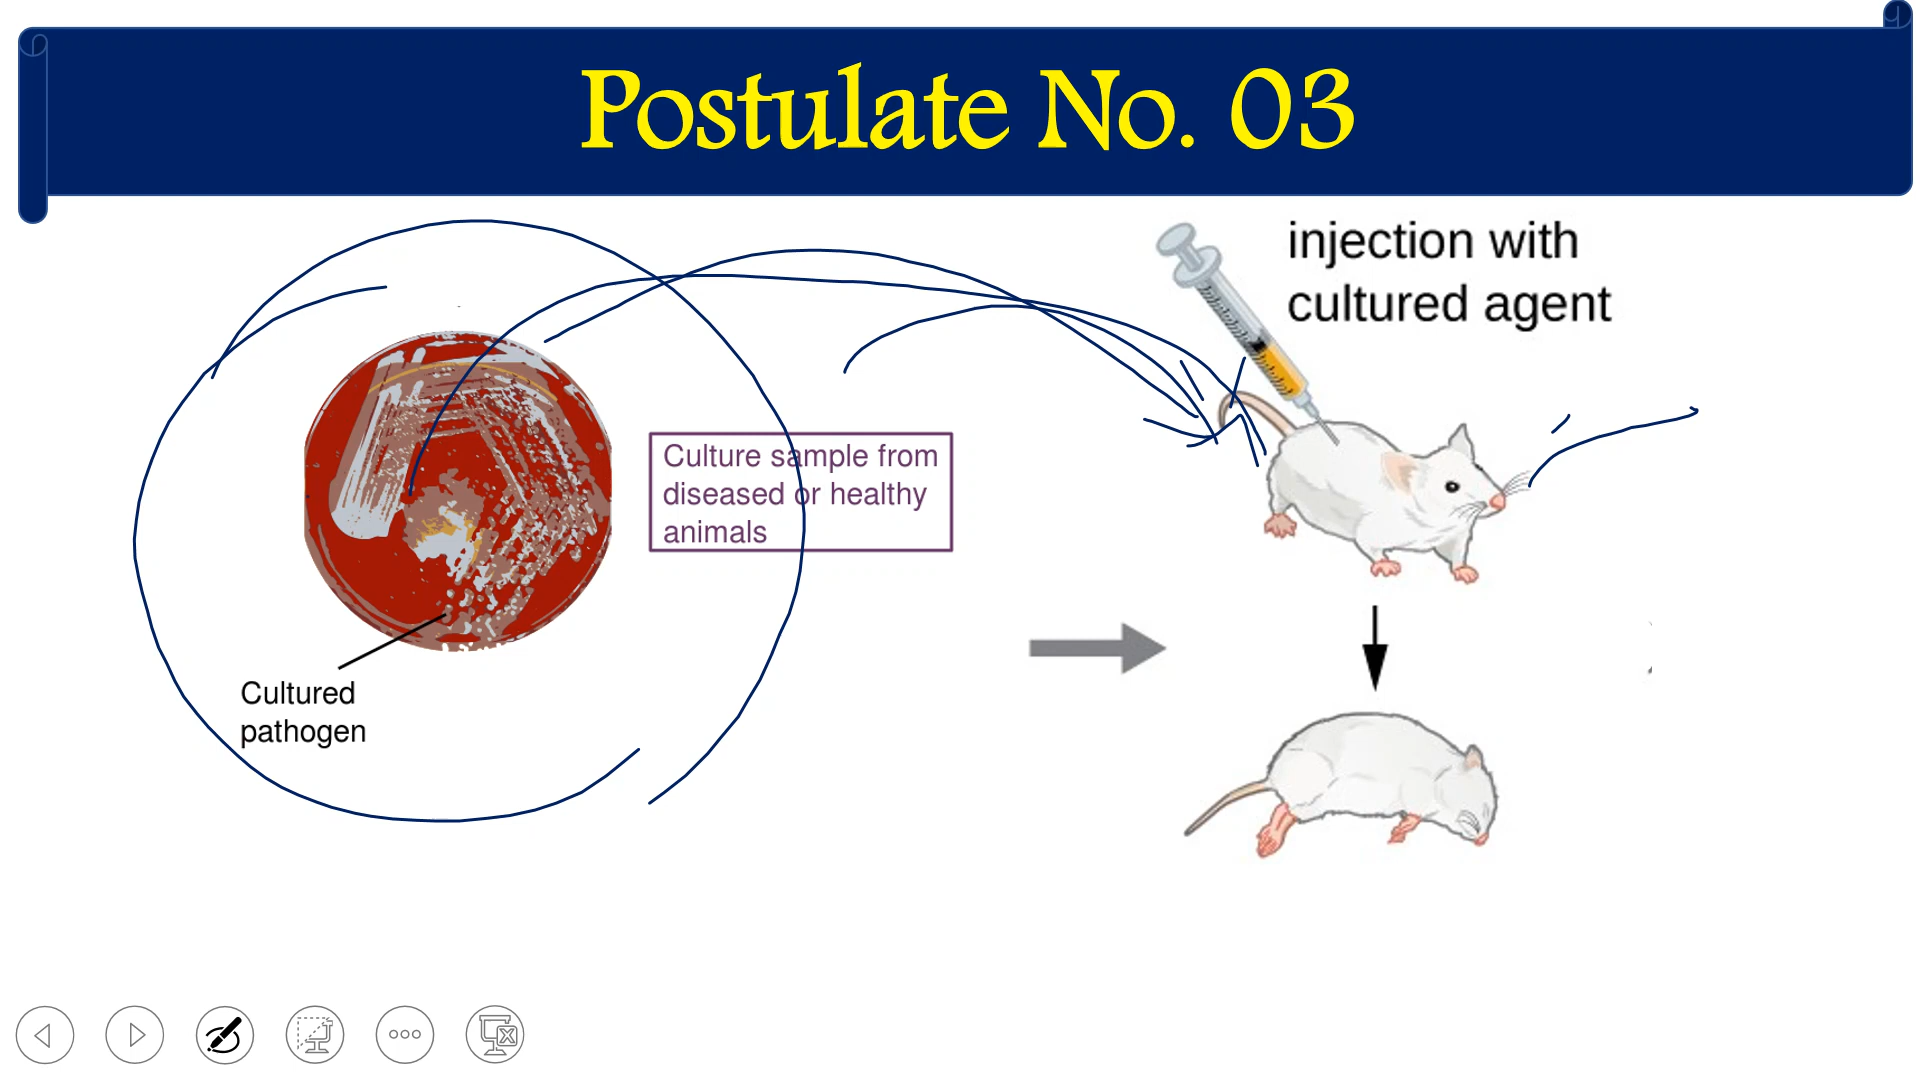 Postulate No. 03
injection with
cultured agent
Culture sample from
diseased or healthy
animals
Cultured
pathogen